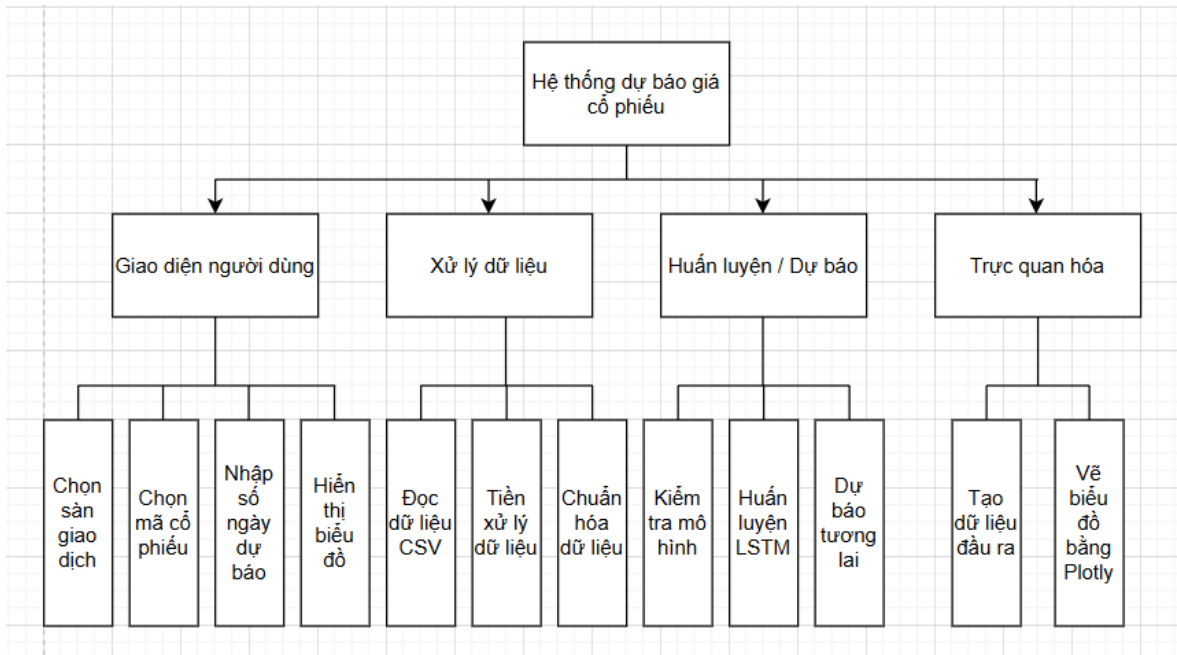 Hệ thống dự báo giá
cổ phiếu
Giao diện người dùng
Xử lý dữ liệu
Huấn luyện / Dự báo
Trực quan hóa
Chọn
sàn
giao
dịch
Chọn
mã cổ
phiếu
Nhập
số
ngày
dự
báo
Hiển
thị
biểu
đồ
Đọc
dữ liệu
CSV
Tiền
xử lý
dữ liệu
Chuẩn
hóa
dữ liệu
Kiểm
tra mô
hình
Huấn
luyện
LSTM
Dự
báo
tương
lai
Tạo
dữ liệu
đầu ra
Vẽ
biểu
đồ
bằng
Plotly